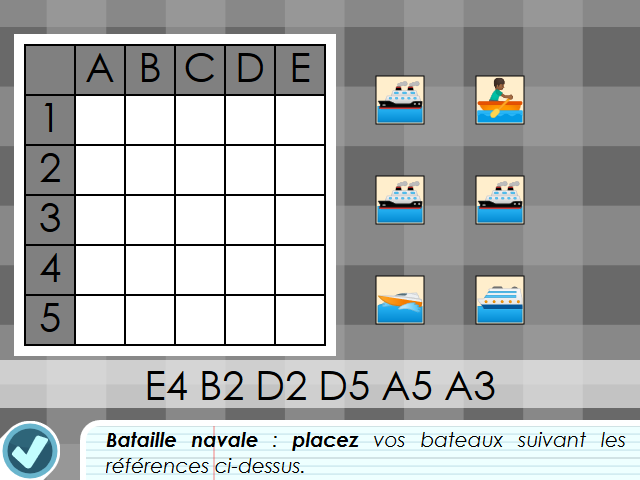 A B C D E
1
2
3
4
5
E4 B2 D2 D5 A5 A3
Bataille navale : placez vos bateaux suivant les
références ci-dessus.